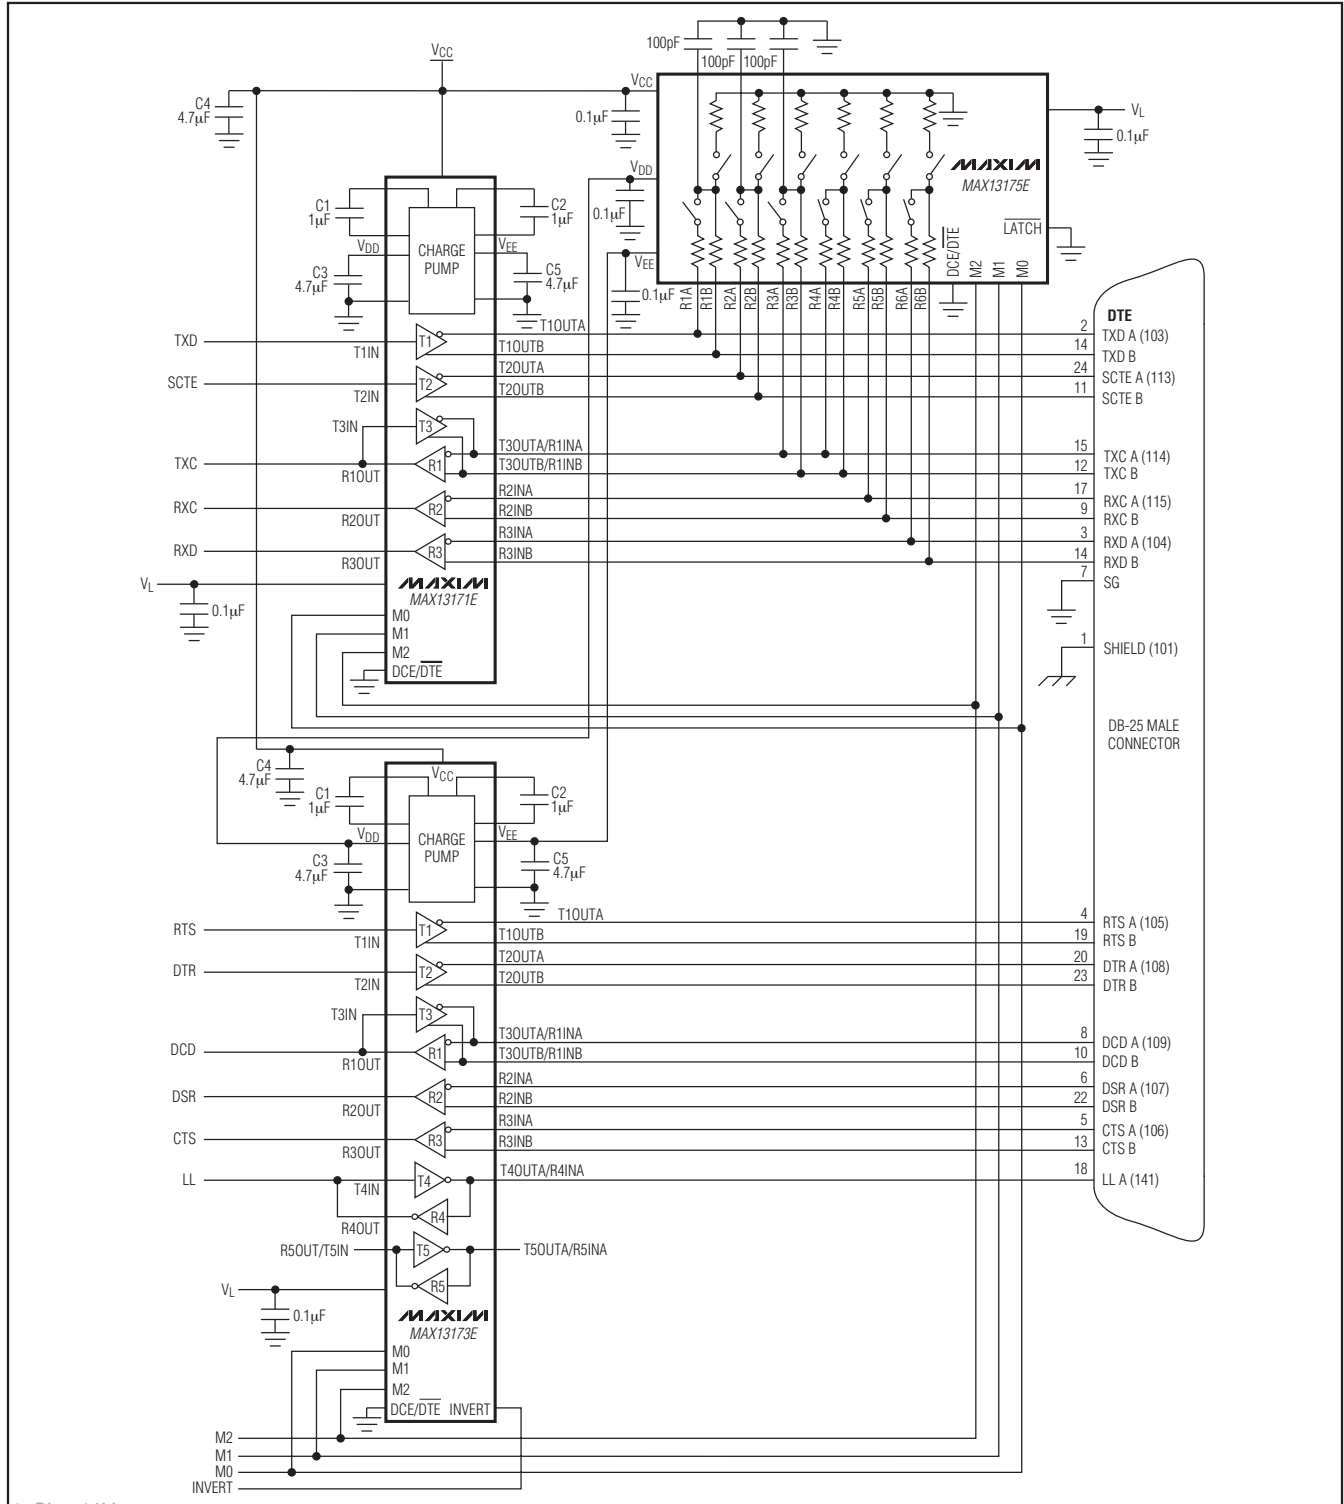 VCC
100pF
100pF 100pF
C4
4.7μF
VCC
0.1μF
VL
0.1μF
MAXIM
MAX13175E
VDD
0.1μF
LATCH
DCE/DTE
M2
M1
M0
VEE
0.1μF
R1A
R1B
R2A
R2B
R3A
R3B
R4A
R4B
R5A
R5B
R6A
R6B
C1
1μF
C2
1μF
VDD
VEE
CHARGE
PUMP
C3
4.7μF
C5
4.7μF
DTE
TXD
T1IN
T1
T1OUTA
T1OUTB
2
TXD A (103)
14
TXD B
SCTE
T2IN
T2
T2OUTA
T2OUTB
24
SCTE A (113)
11
SCTE B
T3IN
T3
TXC
R1OUT
R1
T3OUTA/R1INA
T3OUTB/R1INB
15
TXC A (114)
12
TXC B
RXC
R2OUT
R2
R2INA
R2INB
17
RXC A (115)
9
RXC B
RXD
R3OUT
R3
R3INA
R3INB
3
RXD A (104)
14
RXD B
7
SG
VL
0.1μF
MAXIM
MAX13171E
M0
M1
M2
DCE/DTE
1
SHIELD (101)
DB-25 MALE
CONNECTOR
C4
4.7μF
VCC
C1
1μF
C2
1μF
VDD
VEE
CHARGE
PUMP
C3
4.7μF
C5
4.7μF
RTS
T1IN
T1
T1OUTA
T1OUTB
4
RTS A (105)
19
RTS B
DTR
T2IN
T2
T2OUTA
T2OUTB
20
DTR A (108)
23
DTR B
T3IN
T3
DCD
R1OUT
R1
T3OUTA/R1INA
T3OUTB/R1INB
8
DCD A (109)
10
DCD B
DSR
R2OUT
R2
R2INA
R2INB
6
DSR A (107)
22
DSR B
CTS
R3OUT
R3
R3INA
R3INB
5
CTS A (106)
13
CTS B
LL
T4IN
T4
T4OUTA/R4INA
18
LL A (141)
R4OUT
R4
R5OUT/T5IN
T5
T5OUTA/R5INA
R5
VL
0.1μF
MAXIM
MAX13173E
M0
M1
M2
DCE/DTE INVERT
M2
M1
M0
INVERT